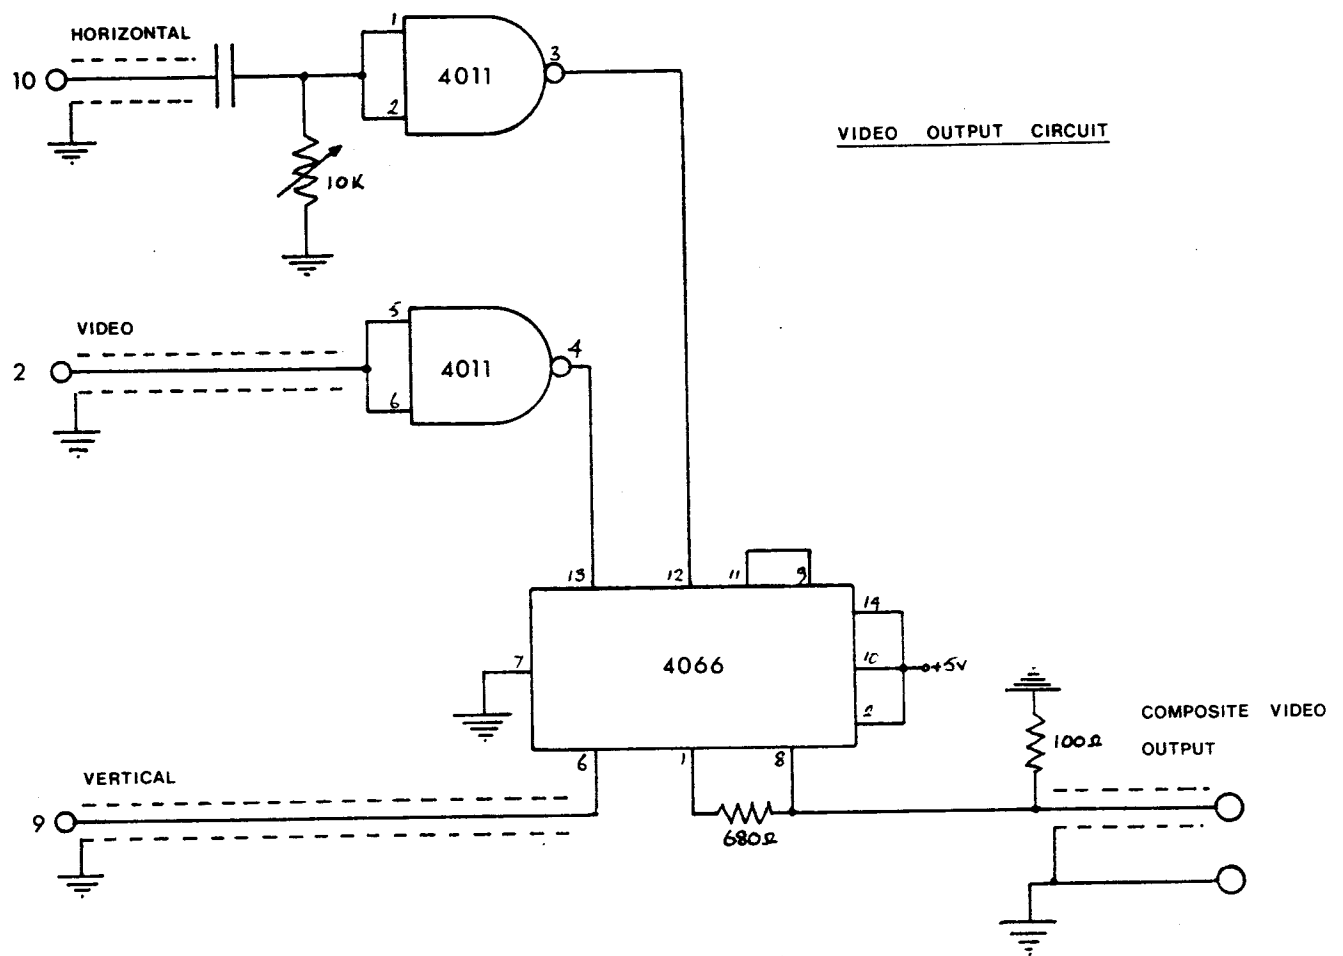 HORIZONTAL
10
1
2
4011
3
10K
VIDEO OUTPUT CIRCUIT
VIDEO
2
5
6
4011
4
13
12
11
9
14
7
4066
10
+5V
2
6
1
8
680Ω
100Ω
COMPOSITE VIDEO
OUTPUT
VERTICAL
9